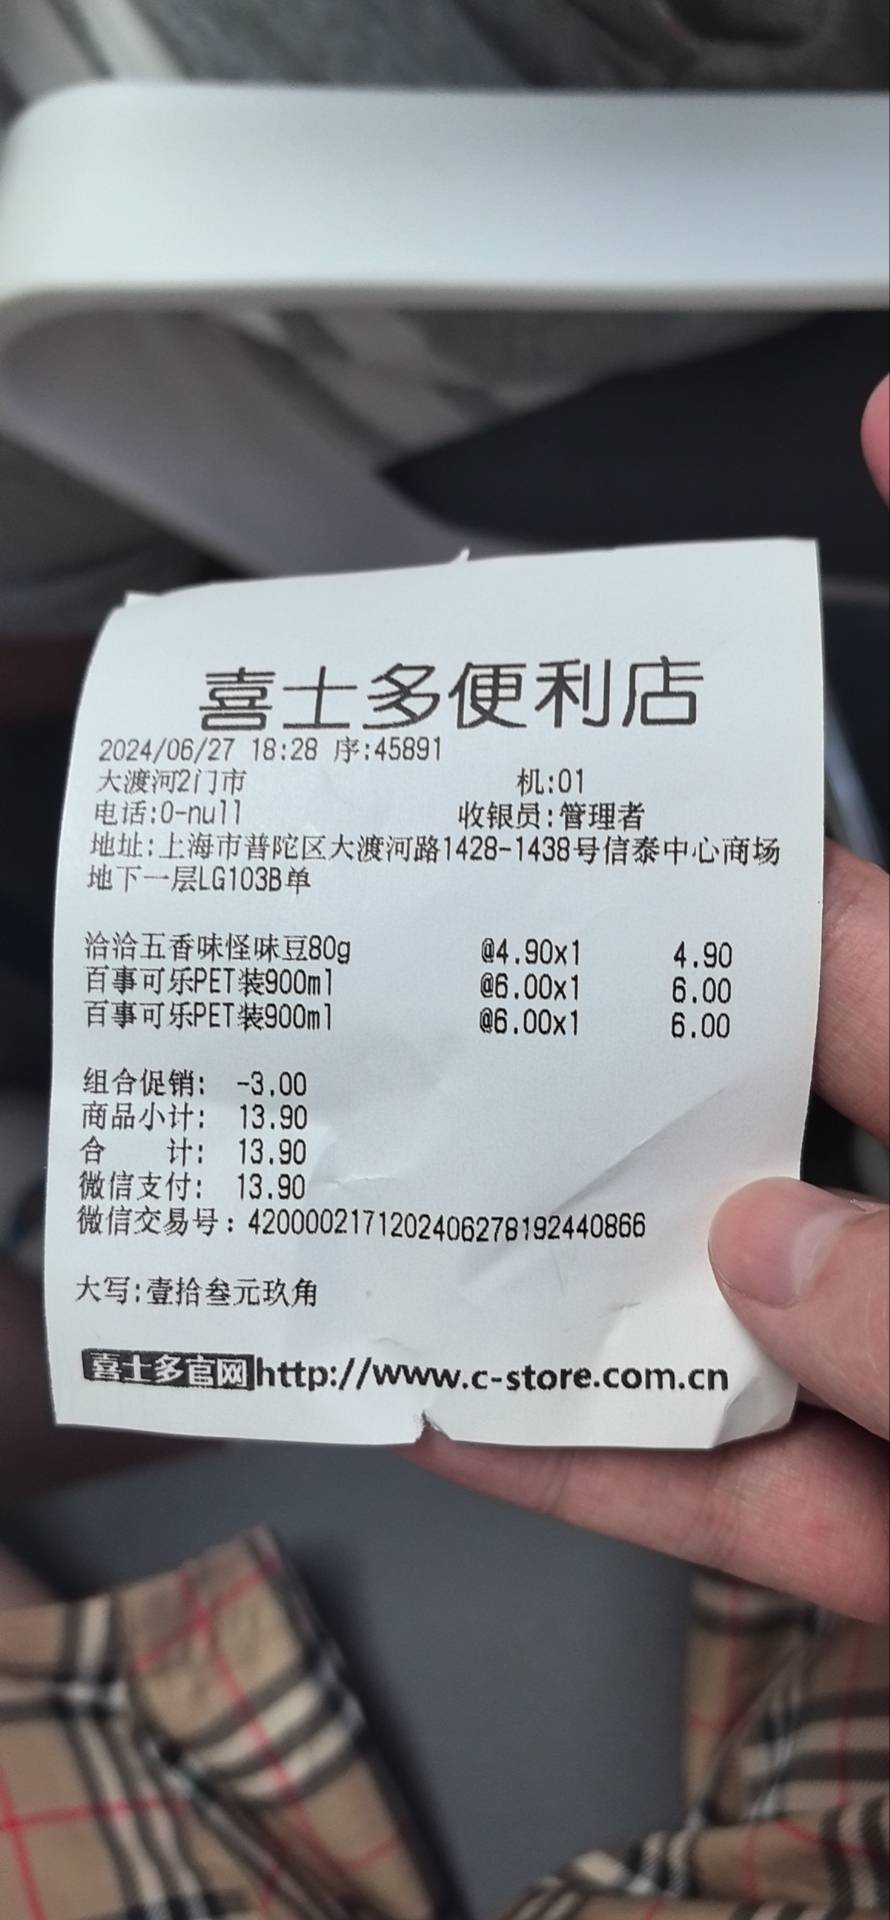 喜士多便利店
2024/06/27 18:28 序:45891
大渡河2门市 机:01
电话:0-null 收银员:管理者
地址:上海市普陀区大渡河路1428-1438号信泰中心商场
地下一层LG103B单
洽洽五香味怪味豆80g @4.90x1 4.90
百事可乐PET装900ml @6.00x1 6.00
百事可乐PET装900ml @6.00x1 6.00
组合促销: -3.00
商品小计: 13.90
合 计: 13.90
微信支付: 13.90
微信交易号:4200002171202406278192440866
大写:壹拾叁元玖角
喜士多官网http://www.c-store.com.cn